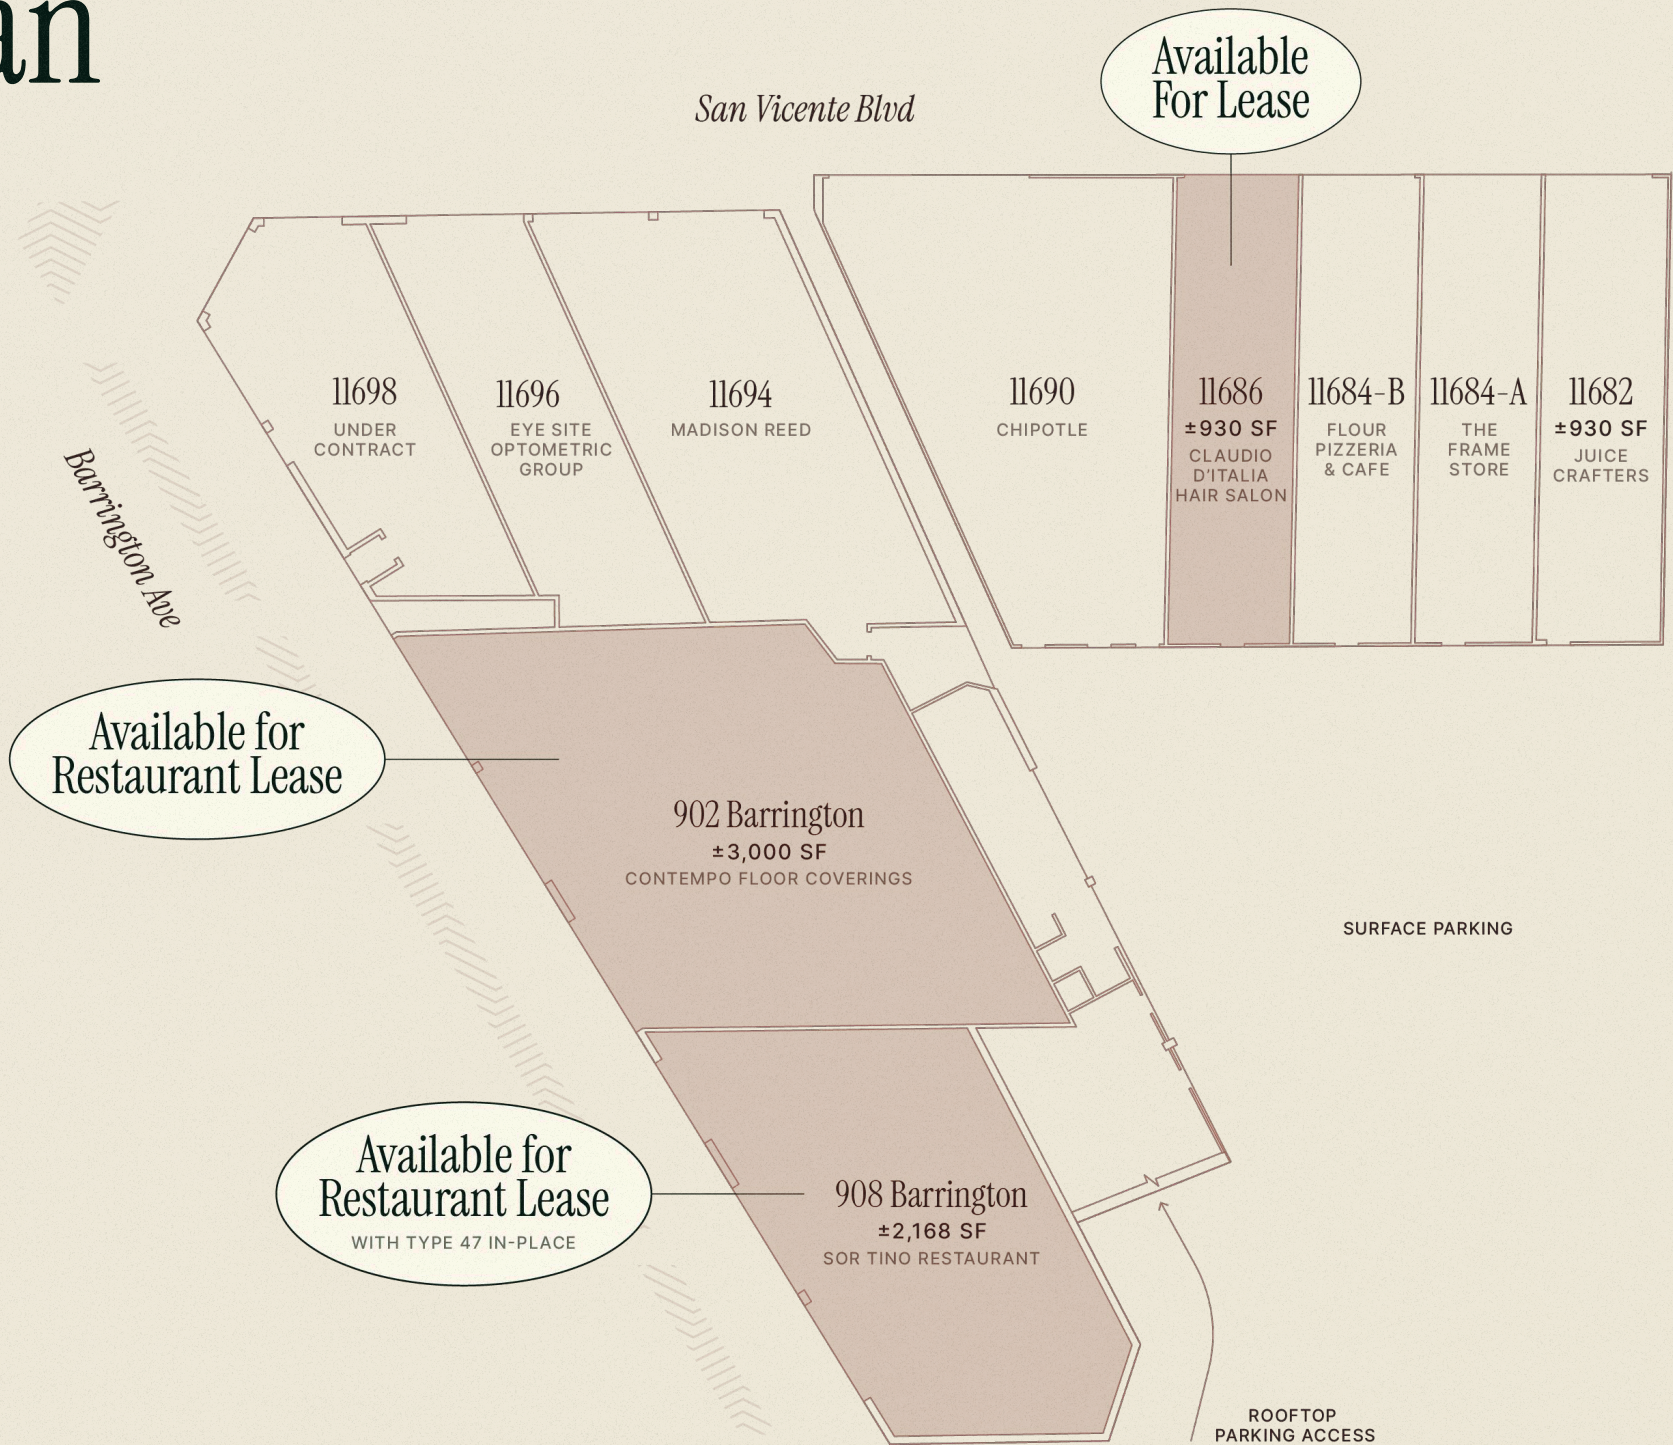 an
Available
For Lease
San Vicente Blvd
11698
UNDER
CONTRACT
11696
EYE SITE
OPTOMETRIC
GROUP
11694
MADISON REED
11690
CHIPOTLE
11686
±930 SF
CLAUDIO
D'ITALIA
HAIR SALON
11684-B
FLOUR
PIZZERIA
& CAFE
11684-A
THE
FRAME
STORE
11682
±930 SF
JUICE
CRAFTERS
Barrington Ave
Available for
Restaurant Lease
902 Barrington
±3,000 SF
CONTEMPO FLOOR COVERINGS
SURFACE PARKING
Available for
Restaurant Lease
WITH TYPE 47 IN-PLACE
908 Barrington
±2,168 SF
SOR TINO RESTAURANT
ROOFTOP
PARKING ACCESS